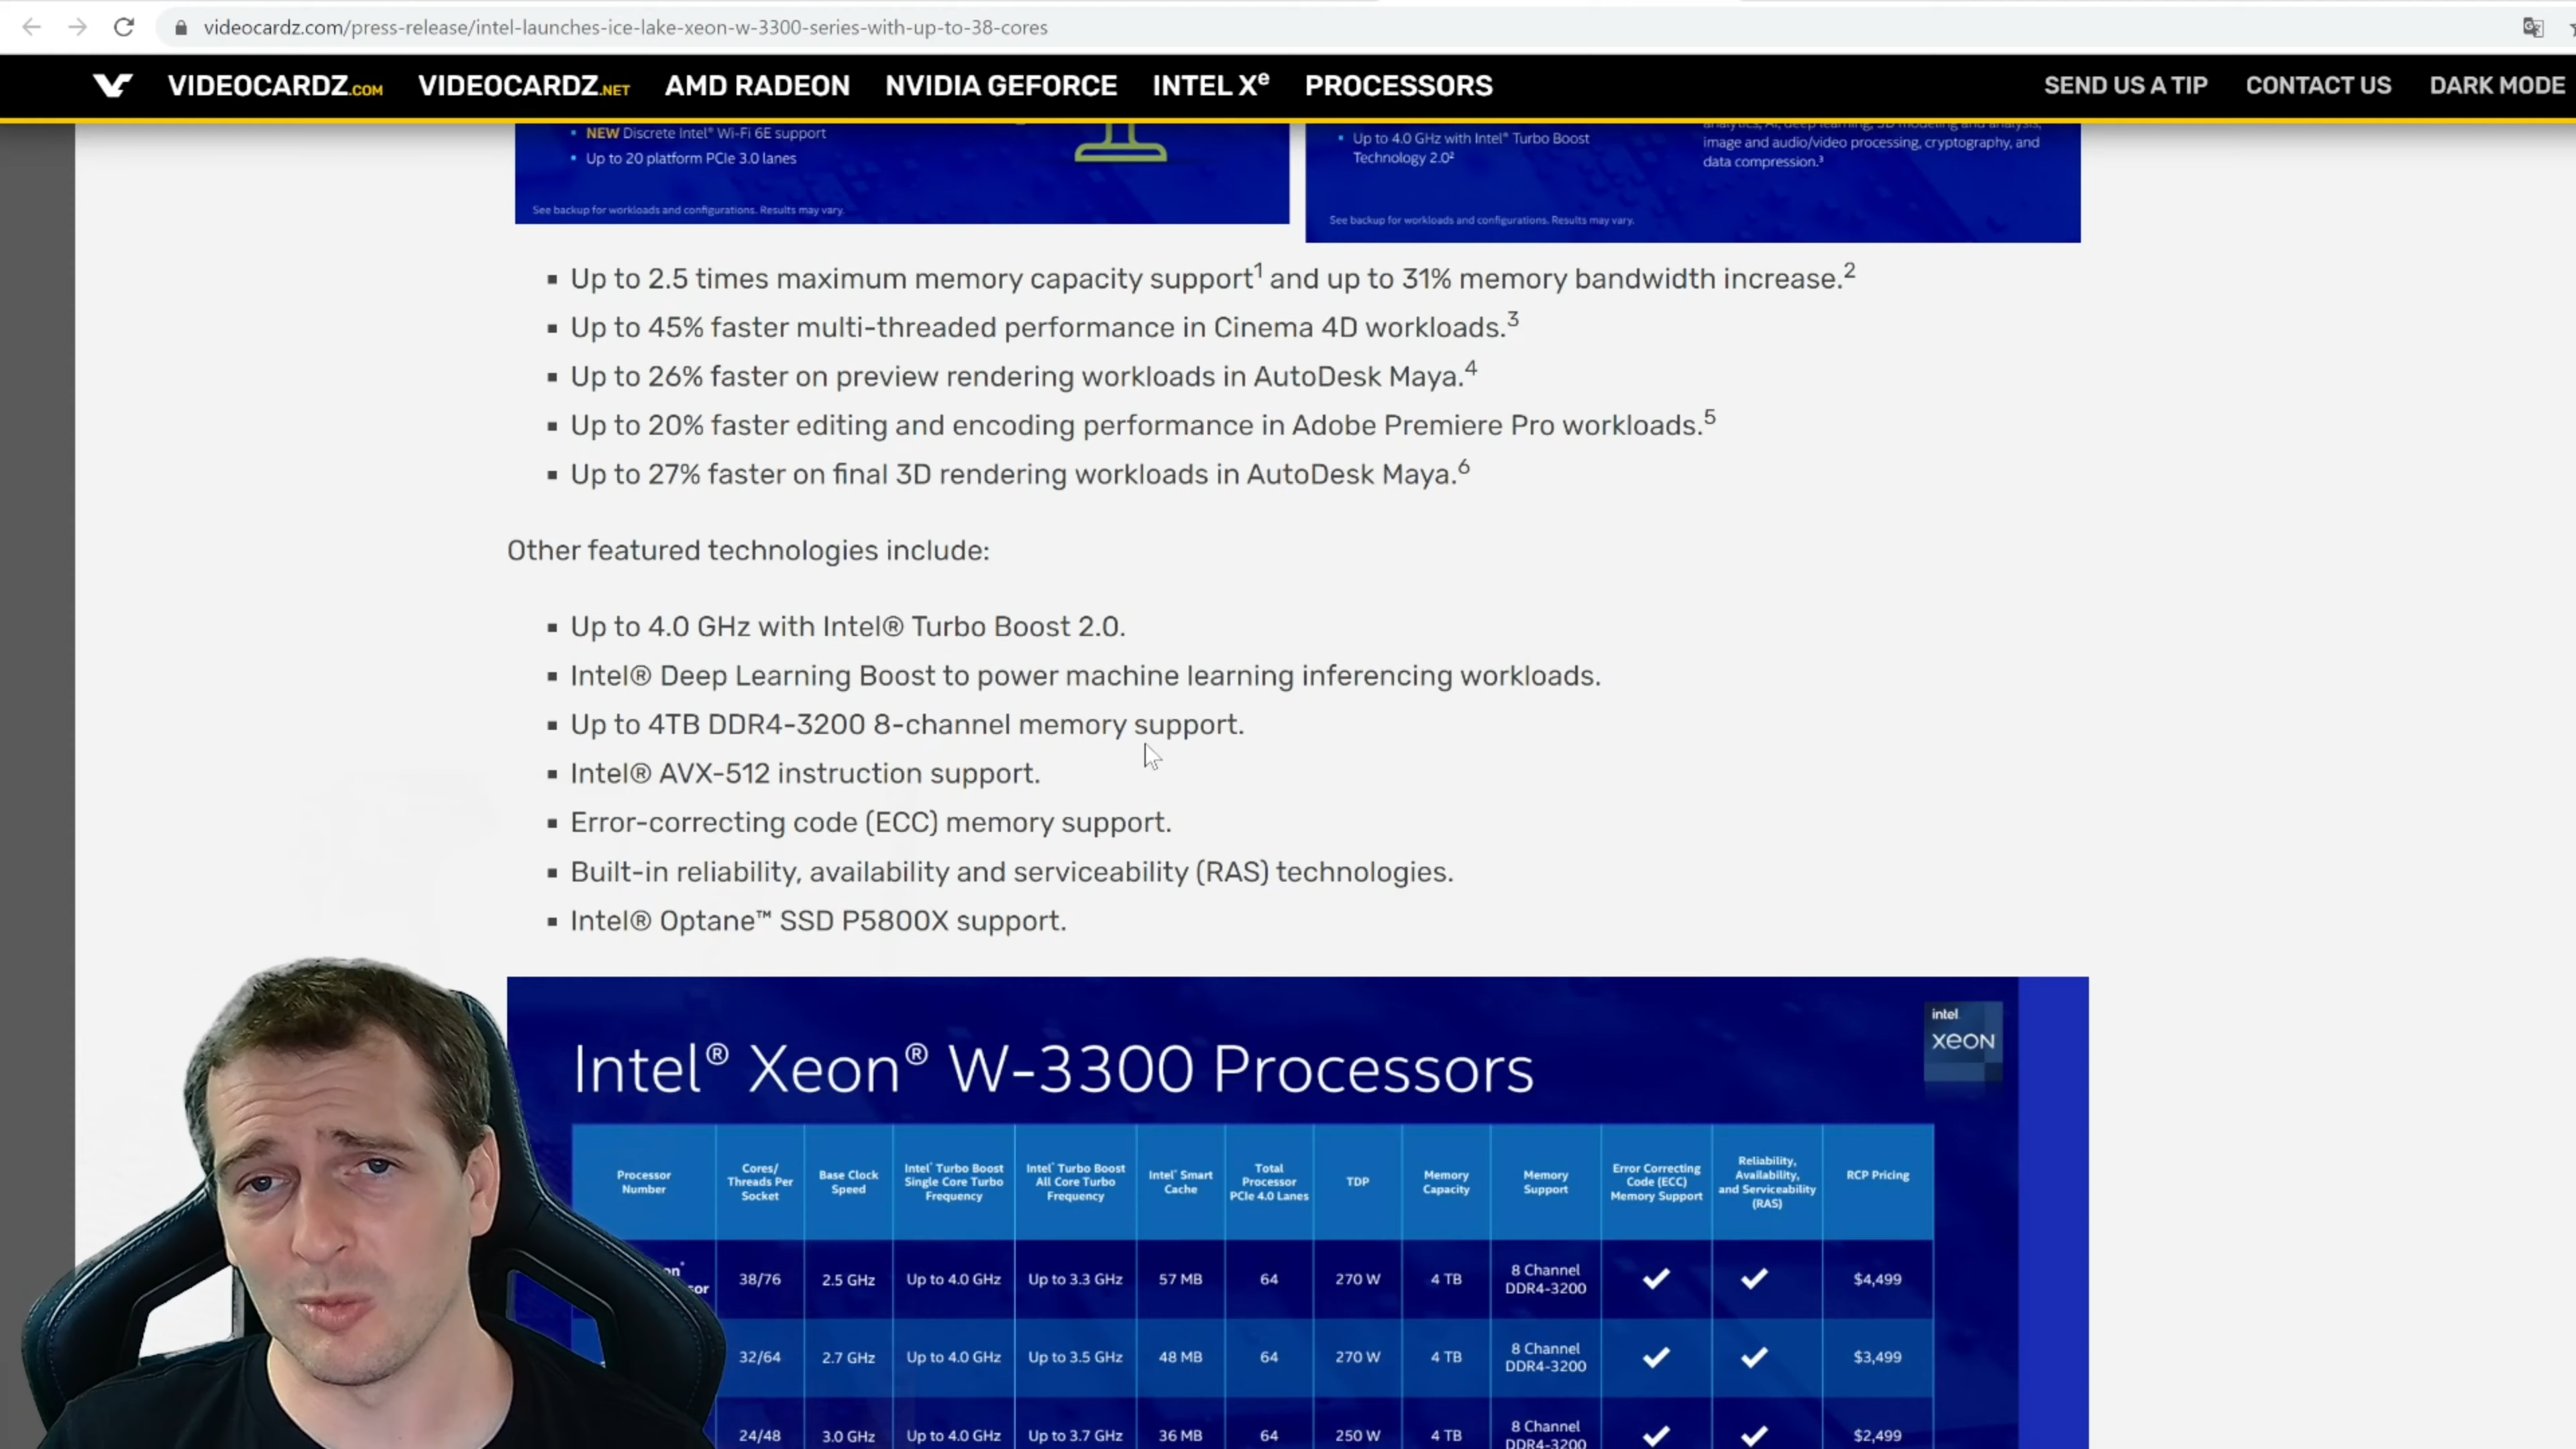 videocardz.com/press-release/intel-launches-ice-lake-xeon-w-3300-series-with-up-to-38-cores
VIDEOCARDZ.COM VIDEOCARDZ.NET AMD RADEON NVIDIA GEFORCE INTEL Xe PROCESSORS SEND US A TIP CONTACT US DARK MODE
• NEW Discrete Intel® Wi-Fi 6E support
• Up to 20 platform PCIe 3.0 lanes
See backup for workloads and configurations. Results may vary.
• Up to 4.0 GHz with Intel® Turbo Boost
Technology 2.0²
analytics, AI, deep learning, 3D modeling and analysis,
image and audio/video processing, cryptography, and
data compression.³
See backup for workloads and configurations. Results may vary.
▪ Up to 2.5 times maximum memory capacity support1 and up to 31% memory bandwidth increase.2
▪ Up to 45% faster multi-threaded performance in Cinema 4D workloads.3
▪ Up to 26% faster on preview rendering workloads in AutoDesk Maya.4
▪ Up to 20% faster editing and encoding performance in Adobe Premiere Pro workloads.5
▪ Up to 27% faster on final 3D rendering workloads in AutoDesk Maya.6
Other featured technologies include:
▪ Up to 4.0 GHz with Intel® Turbo Boost 2.0.
▪ Intel® Deep Learning Boost to power machine learning inferencing workloads.
▪ Up to 4TB DDR4-3200 8-channel memory support.
▪ Intel® AVX-512 instruction support.
▪ Error-correcting code (ECC) memory support.
▪ Built-in reliability, availability and serviceability (RAS) technologies.
▪ Intel® Optane™ SSD P5800X support.
intel
XEON
Intel® Xeon® W-3300 Processors
Processor Number Cores/ Threads Per Socket Base Clock Speed Intel® Turbo Boost Single Core Turbo Frequency Intel® Turbo Boost All Core Turbo Frequency Intel® Smart Cache Total Processor PCIe 4.0 Lanes TDP Memory Capacity Memory Support Error Correcting Code (ECC) Memory Support Reliability, Availability, and Serviceability (RAS) RCP Pricing
38/76 2.5 GHz Up to 4.0 GHz Up to 3.3 GHz 57 MB 64 270 W 4 TB 8 Channel DDR4-3200 ✓ ✓ $4,499
32/64 2.7 GHz Up to 4.0 GHz Up to 3.5 GHz 48 MB 64 270 W 4 TB 8 Channel DDR4-3200 ✓ ✓ $3,499
24/48 3.0 GHz Up to 4.0 GHz Up to 3.7 GHz 36 MB 64 250 W 4 TB 8 Channel DDR4-3200 ✓ ✓ $2,499